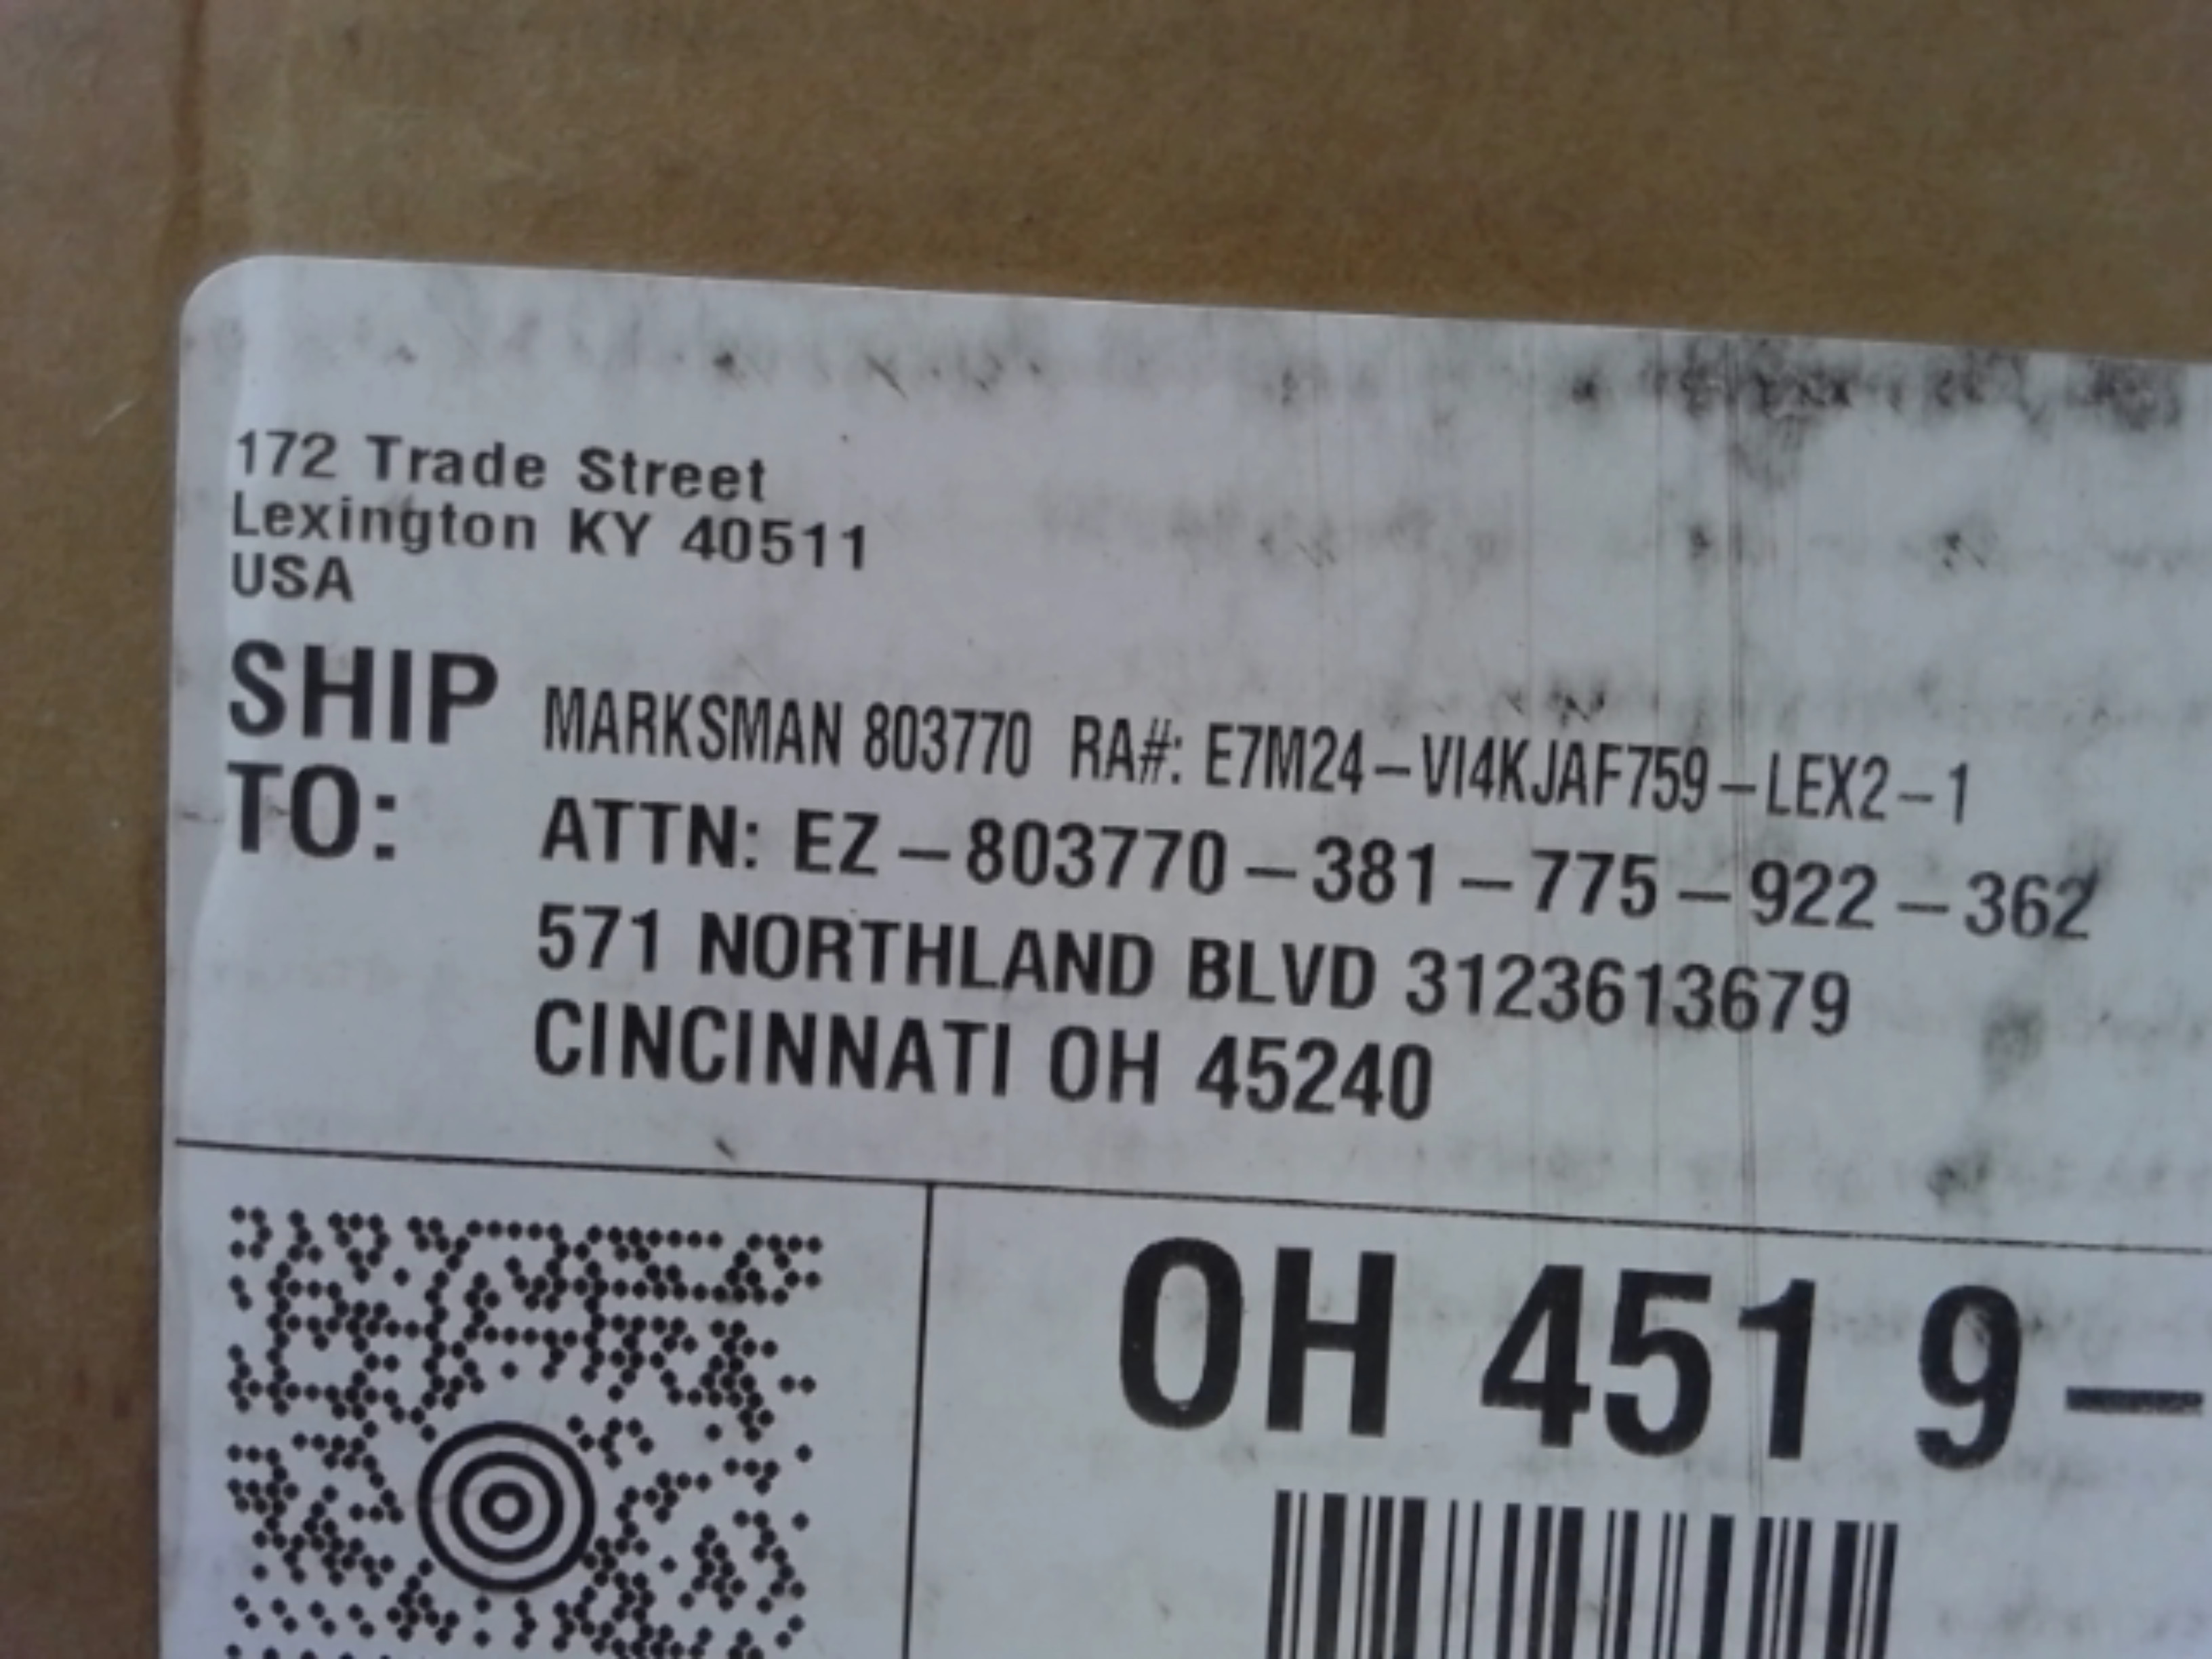 172 Trade Street
Lexington KY 40511
USA
SHIP TO:
MARKSMAN 803770 RA#: E7M24-VI4KJAF759-LEX2-1
ATTN: EZ-803770-381-775-922-362
571 NORTHLAND BLVD 3123613679
CINCINNATI OH 45240
OH 451 9-